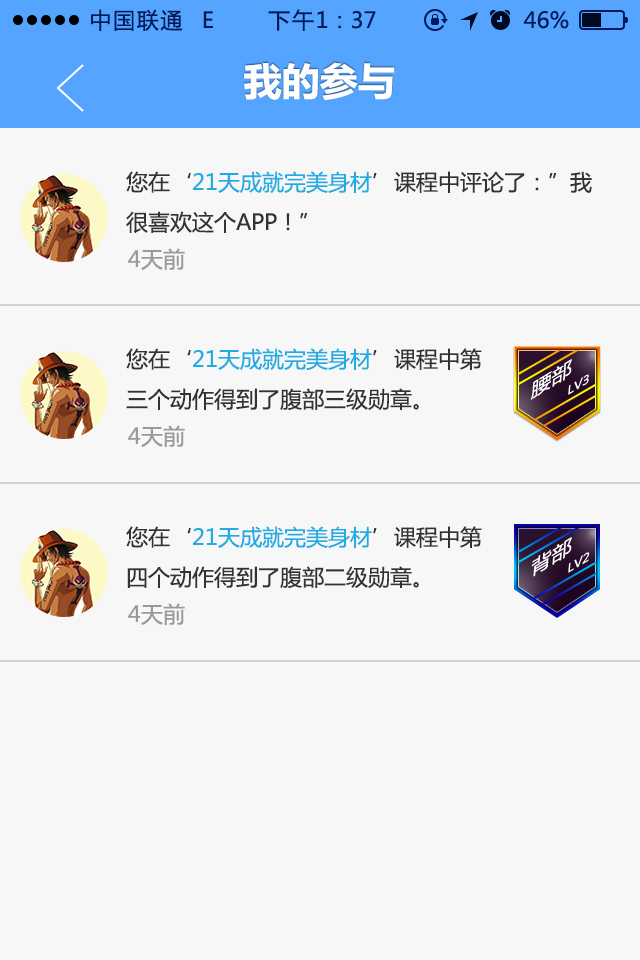 中国联通 E 下午1：37 46%
我的参与
您在‘21天成就完美身材’课程中评论了：”我
很喜欢这个APP！”
4天前
您在‘21天成就完美身材’课程中第
三个动作得到了腹部三级勋章。
4天前
腰部
LV3
您在‘21天成就完美身材’课程中第
四个动作得到了腹部二级勋章。
4天前
背部
LV2